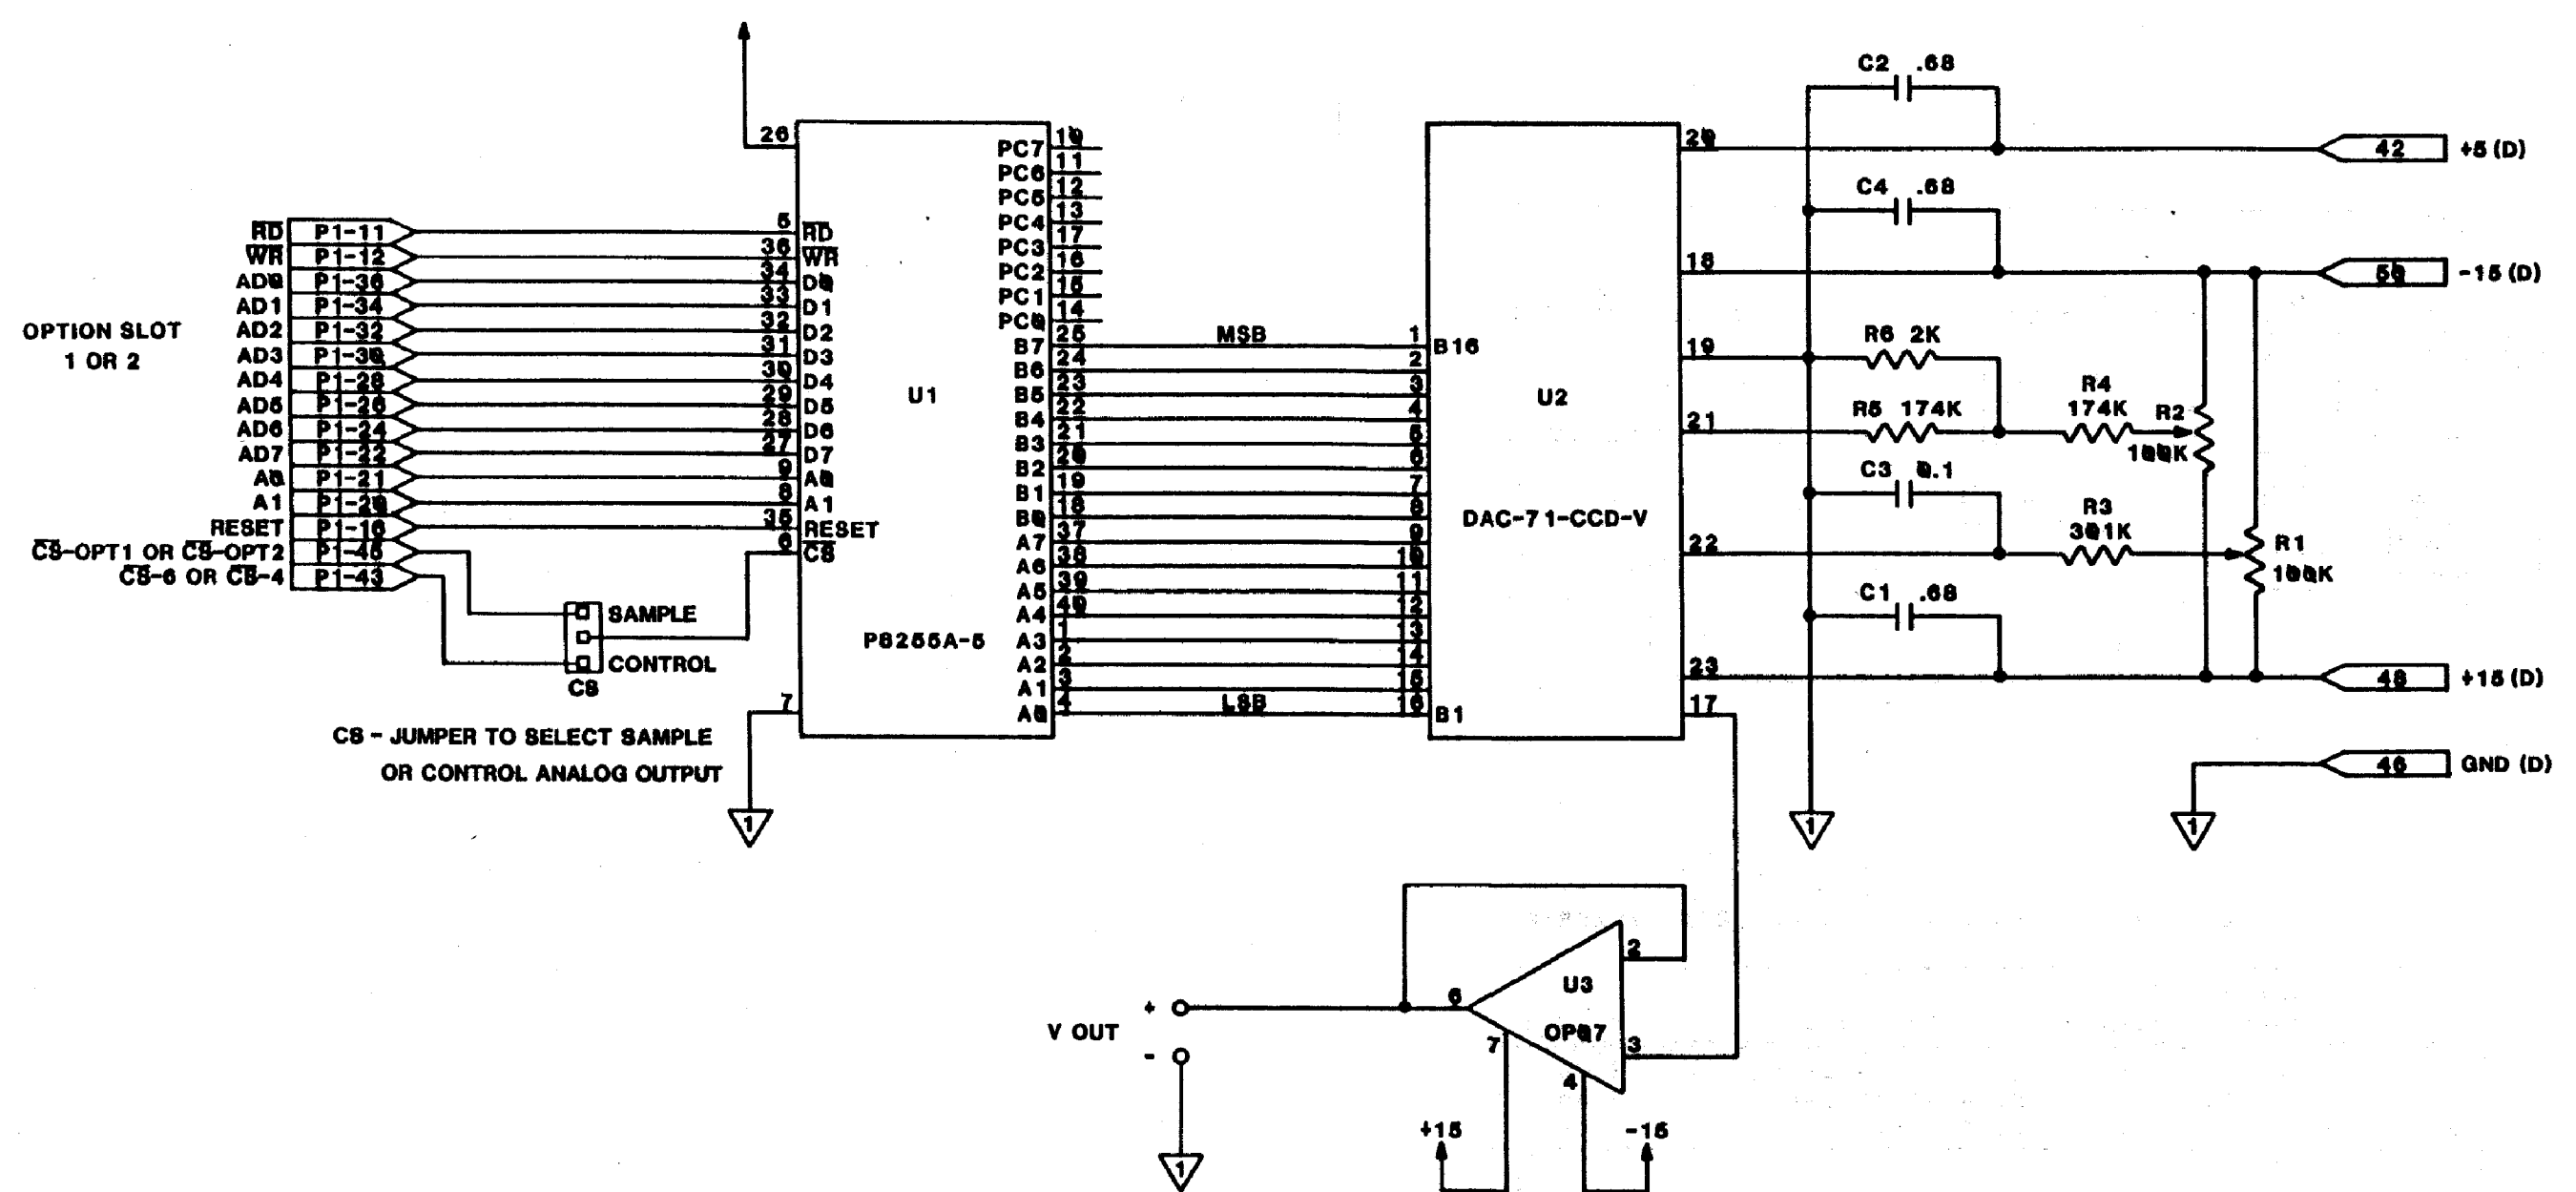 OPTION SLOT
1 OR 2
RD P1-11
WR P1-12
AD0 P1-36
AD1 P1-34
AD2 P1-32
AD3 P1-30
AD4 P1-28
AD5 P1-26
AD6 P1-24
AD7 P1-22
A0 P1-21
A1 P1-20
RESET P1-16
CS-OPT1 OR CS-OPT2 P1-45
CS-6 OR CS-4 P1-43
SAMPLE
CONTROL
CS
CS - JUMPER TO SELECT SAMPLE
OR CONTROL ANALOG OUTPUT
26
5 RD
36 WR
34 D0
33 D1
32 D2
31 D3
30 D4
29 D5
28 D6
27 D7
9 A0
8 A1
35 RESET
6 CS
7
1
U1
P8255A-5
PC7 10
PC6 11
PC5 12
PC4 13
PC3 17
PC2 16
PC1 15
PC0 14
B7 25 MSB 1 B16
B6 24 2
B5 23 3
B4 22 4
B3 21 5
B2 20 6
B1 19 7
B0 18 8
A7 37 9
A6 38 10
A5 39 11
A4 40 12
A3 1 13
A2 2 14
A1 3 15
A0 4 LSB 16 B1
U2
DAC-71-CCD-V
20
18
19
21
22
23
17
C2 .68
C4 .68
R6 2K
R5 174K
R4
174K
R2
100K
C3 0.1
R3
301K
R1
100K
C1 .68
42 +5 (D)
50 -15 (D)
48 +15 (D)
46 GND (D)
1
1
V OUT
+
-
1
6
2
U3
OP07
3
7
4
+15
-15